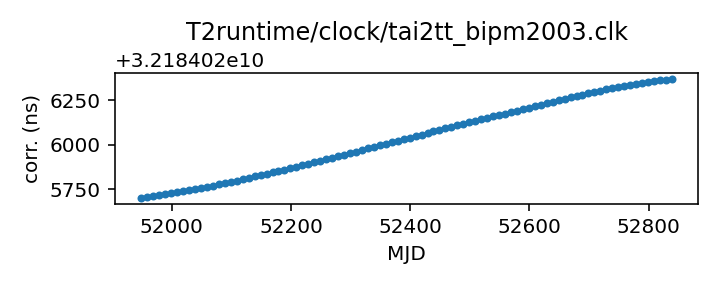 T2runtime/clock/tai2tt_bipm2003.clk
+3.218402e10
corr. (ns)
6250
6000
5750
52000 52200 52400 52600 52800
MJD